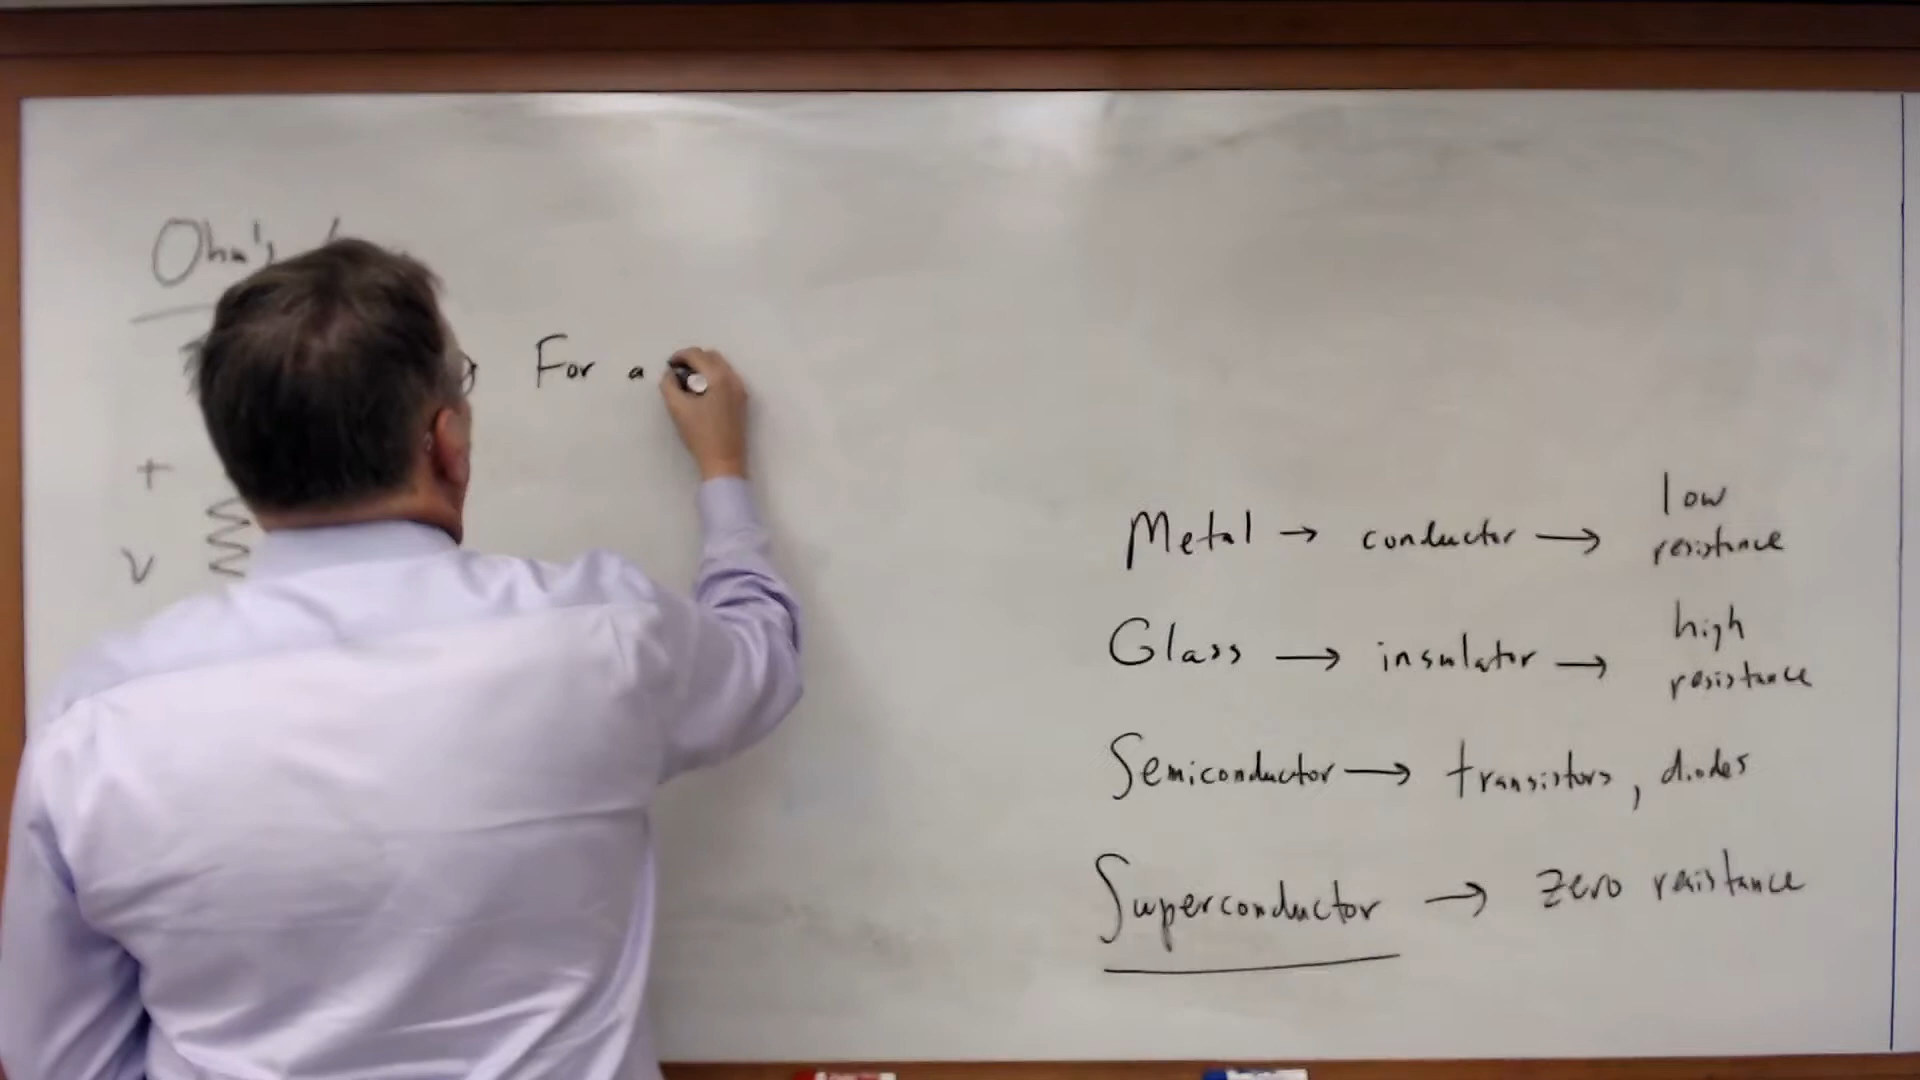 Ohm's
For a
+
V
Metal → conductor → low resistance
Glass → insulator → high resistance
Semiconductor → transistors, diodes
Superconductor → zero resistance